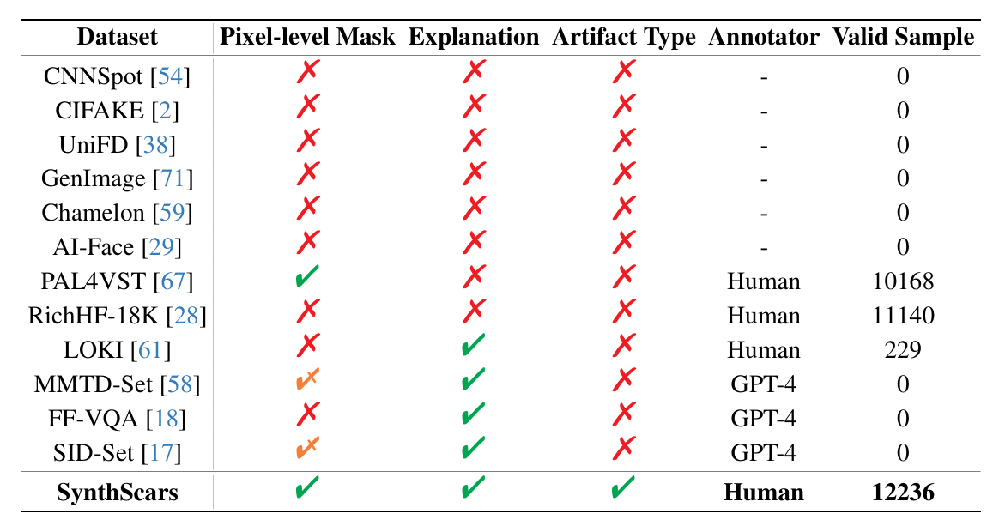 Dataset Pixel-level Mask Explanation Artifact Type Annotator Valid Sample
CNNSpot [54] ✗ ✗ ✗ - 0
CIFAKE [2] ✗ ✗ ✗ - 0
UniFD [38] ✗ ✗ ✗ - 0
GenImage [71] ✗ ✗ ✗ - 0
Chamelon [59] ✗ ✗ ✗ - 0
AI-Face [29] ✗ ✗ ✗ - 0
PAL4VST [67] ✓ ✗ ✗ Human 10168
RichHF-18K [28] ✗ ✗ ✗ Human 11140
LOKI [61] ✗ ✓ ✗ Human 229
MMTD-Set [58] ✓✗ ✓ ✗ GPT-4 0
FF-VQA [18] ✗ ✓ ✗ GPT-4 0
SID-Set [17] ✓✗ ✓ ✗ GPT-4 0
SynthScars ✓ ✓ ✓ Human 12236